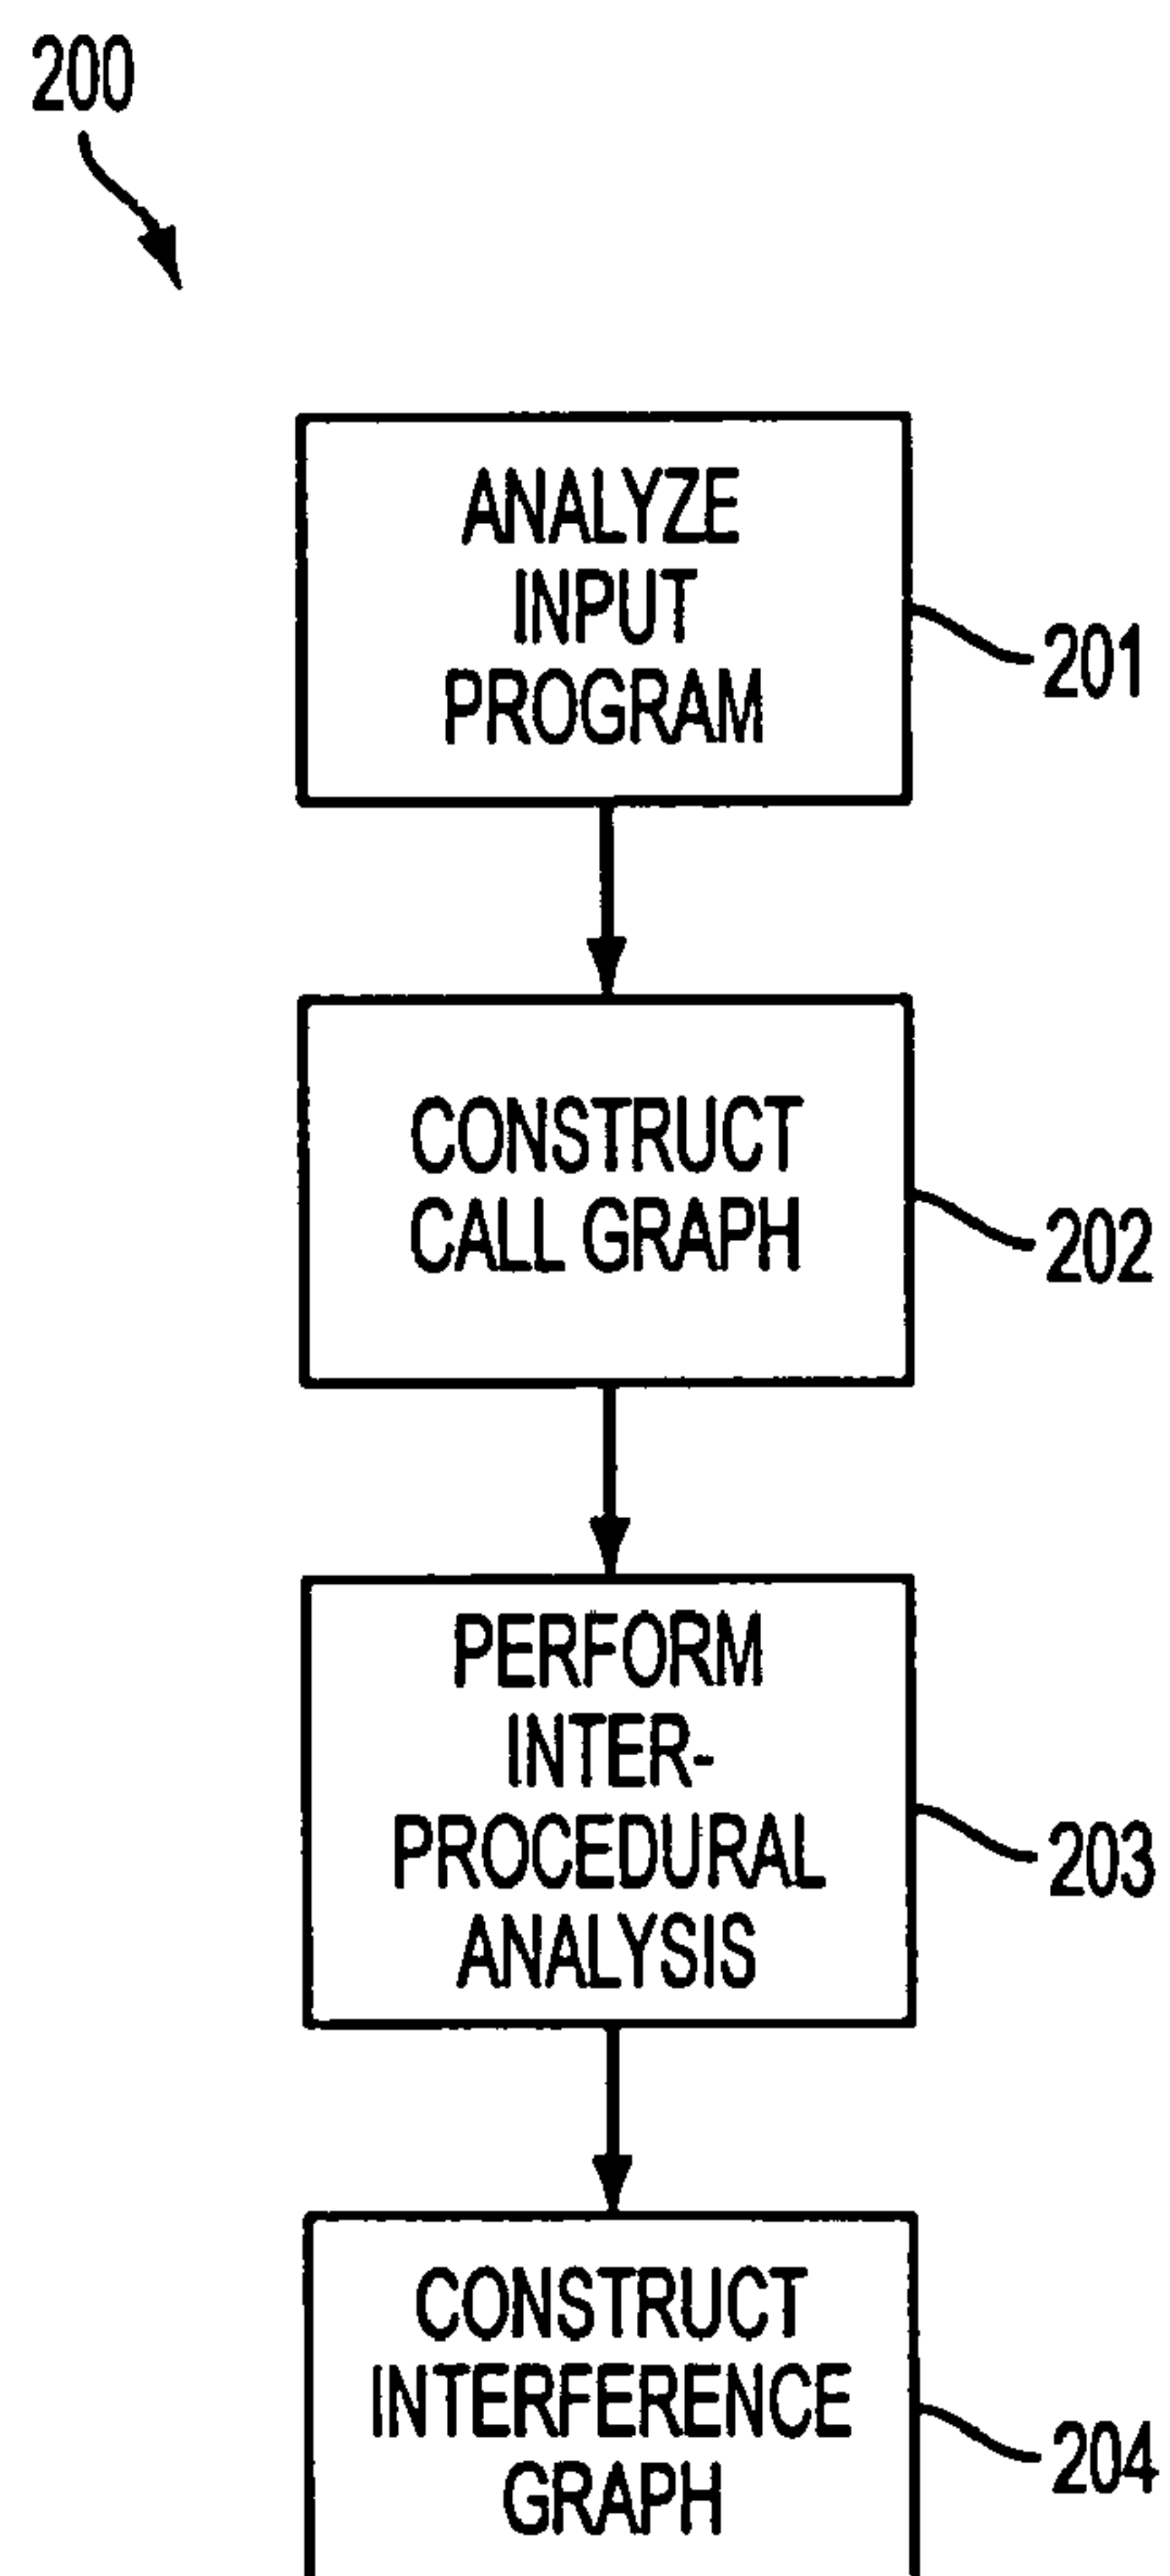 200
ANALYZE
INPUT
PROGRAM
201
CONSTRUCT
CALL GRAPH
202
PERFORM
INTER-
PROCEDURAL
ANALYSIS
203
CONSTRUCT
INTERFERENCE
GRAPH
204